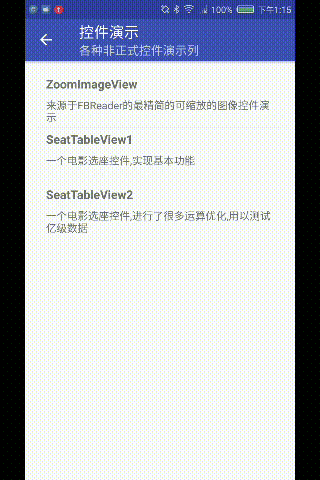 100% 下午1:15
控件演示
各种非正式控件演示列
ZoomImageView
来源于FBReader的最精简的可缩放的图像控件演
示
SeatTableView1
一个电影选座控件,实现基本功能
SeatTableView2
一个电影选座控件,进行了很多运算优化,用以测试
亿级数据